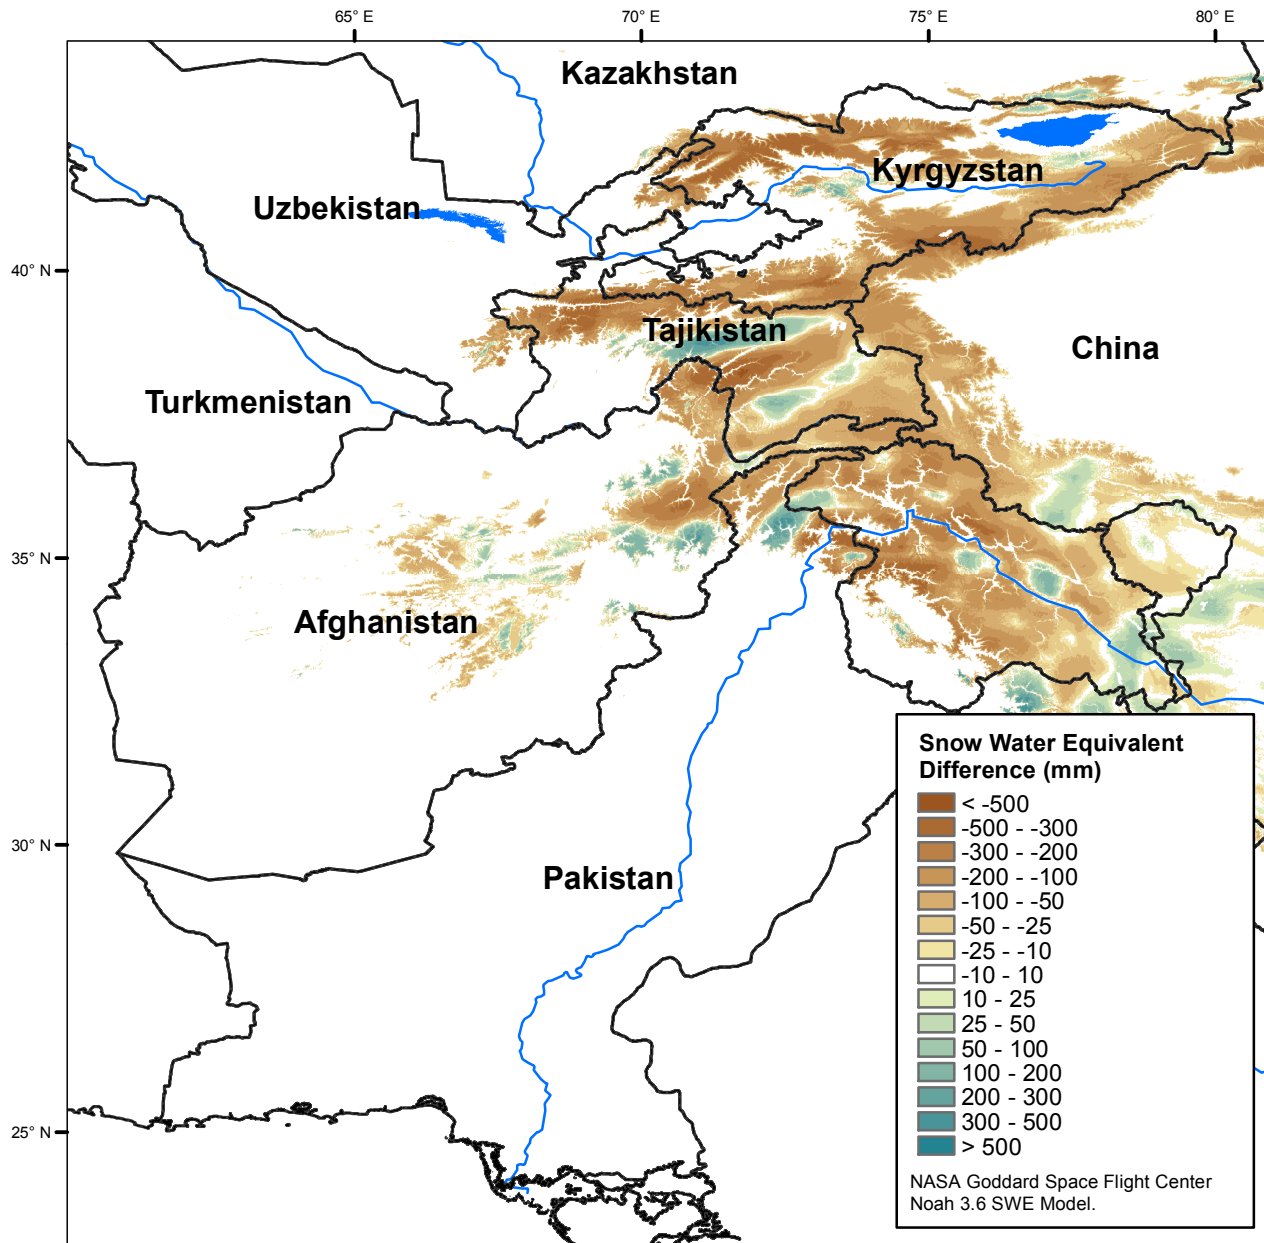 65° E
70° E
75° E
80° E
Kazakhstan
Kyrgyzstan
Uzbekistan
40° N
Tajikistan
China
Turkmenistan
35° N
Afghanistan
Snow Water Equivalent
Difference (mm)
< -500
-500 - -300
-300 - -200
-200 - -100
-100 - -50
-50 - -25
-25 - -10
-10 - 10
10 - 25
25 - 50
50 - 100
100 - 200
200 - 300
300 - 500
> 500
NASA Goddard Space Flight Center
Noah 3.6 SWE Model.
30° N
Pakistan
25° N